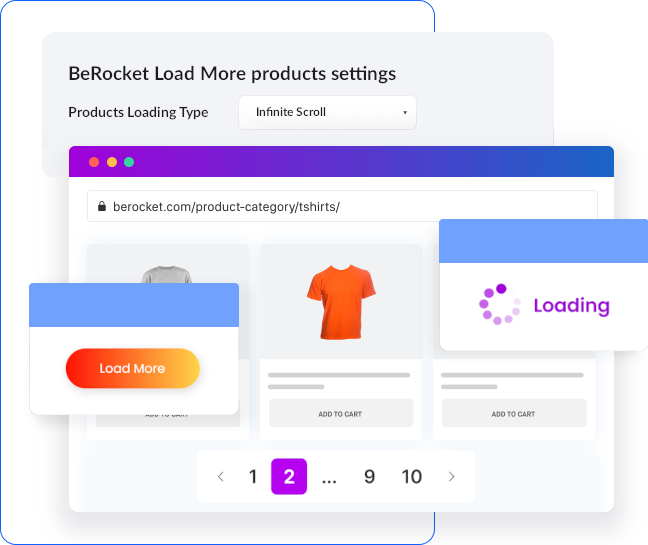 BeRocket Load More products settings
Products Loading Type
Infinite Scroll
berocket.com/product-category/tshirts/
Loading
Load More
ADD TO CART
ADD TO CART
ADD TO CART
1 2 ... 9 10